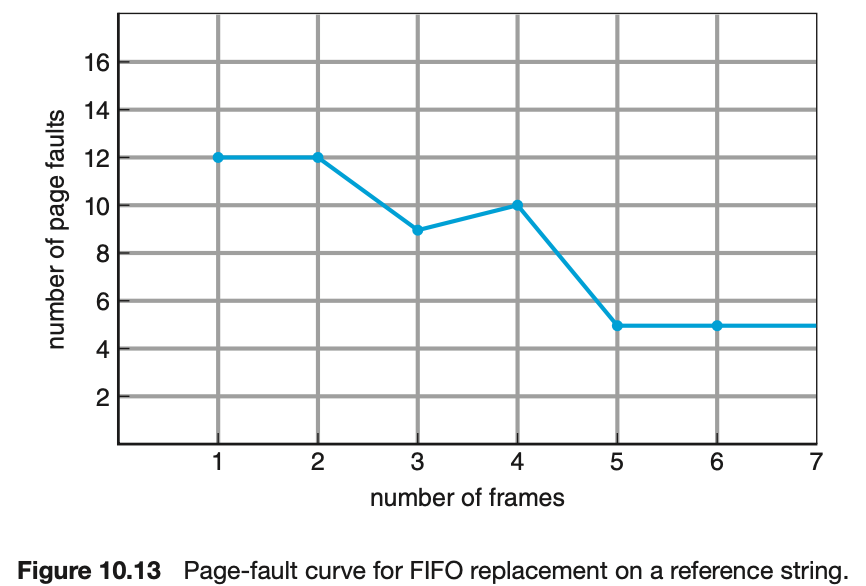 16
14
12
10
8
6
4
2
number of page faults
1 2 3 4 5 6 7
number of frames
Figure 10.13 Page-fault curve for FIFO replacement on a reference string.